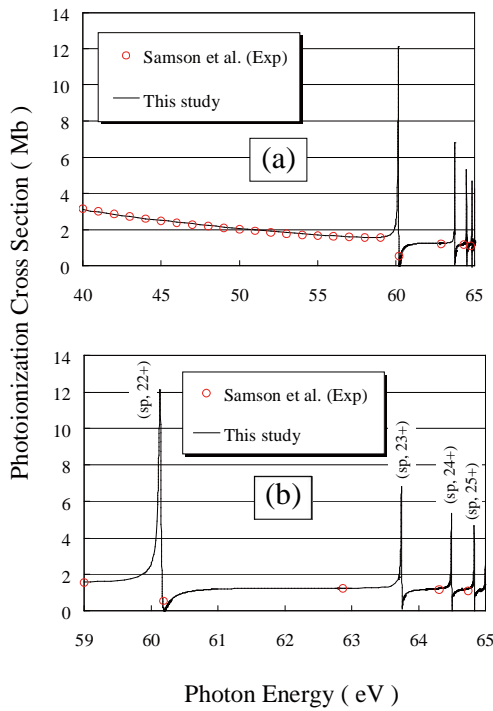 Photoionization Cross Section ( Mb )
14
12
10
8
6
4
2
0
Samson et al. (Exp)
This study
(a)
40 45 50 55 60 65
14
12
10
8
6
4
2
0
(sp, 22+)
Samson et al. (Exp)
This study
(b)
(sp, 23+)
(sp, 24+)
(sp, 25+)
59 60 61 62 63 64 65
Photon Energy ( eV )